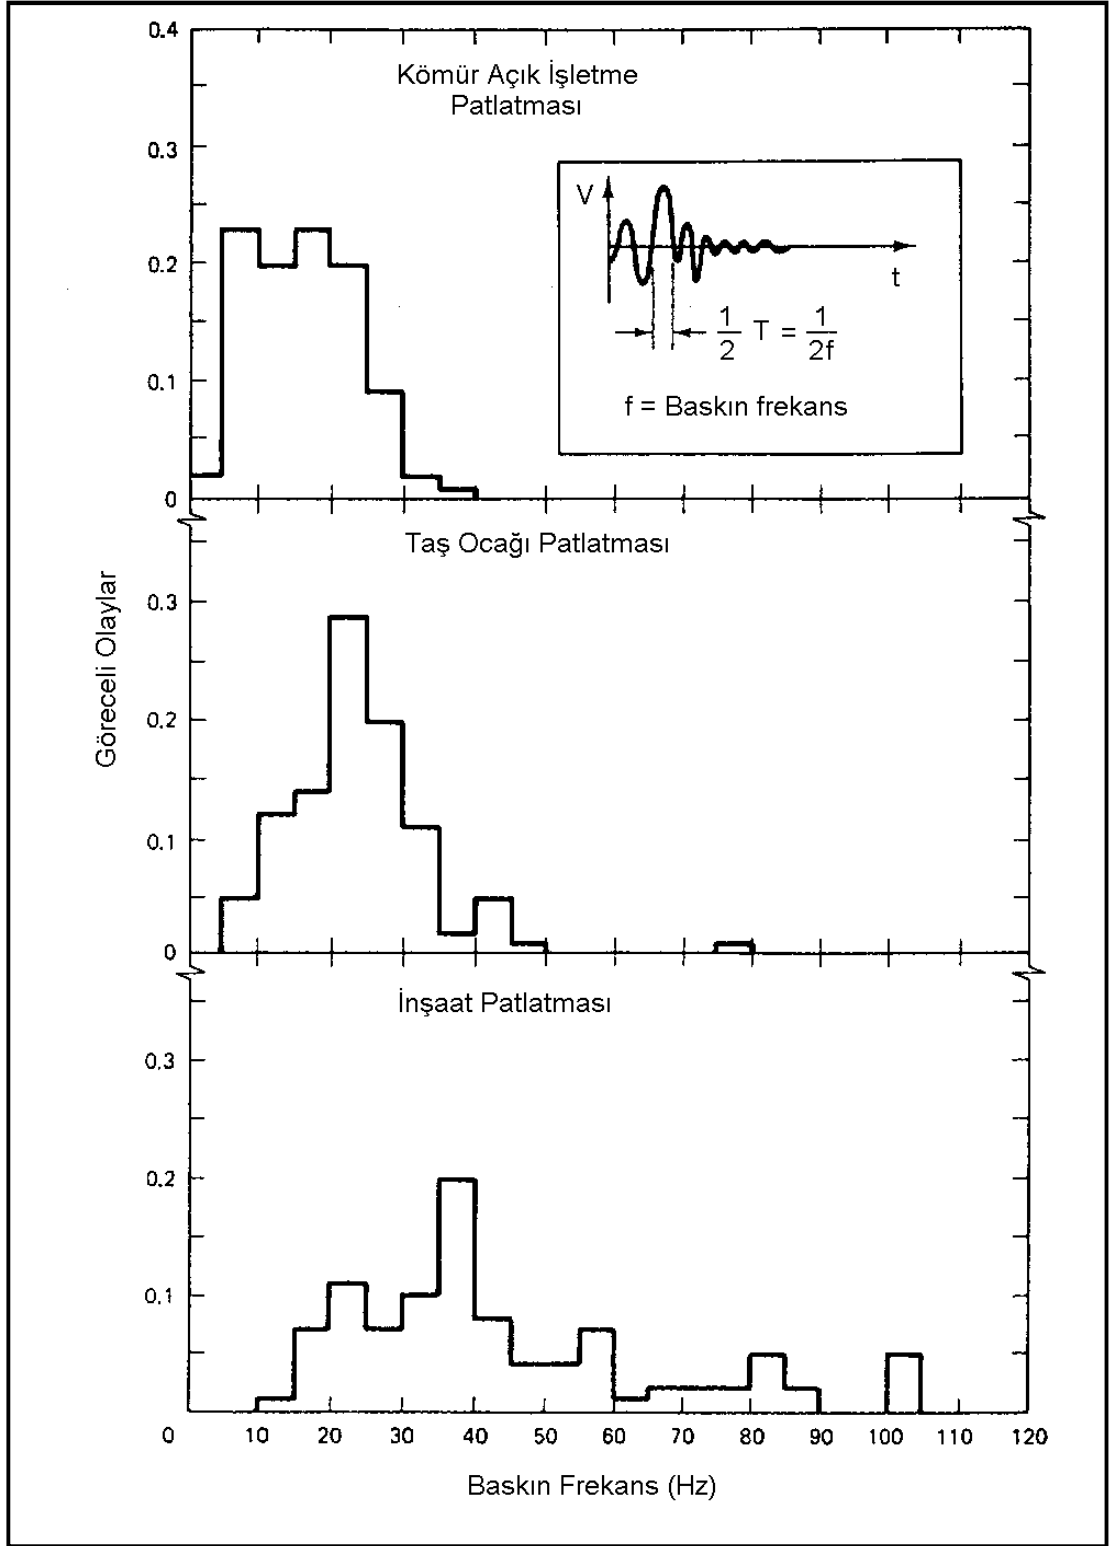 0.4
Kömür Açık İşletme
Patlatması
0.3
V
t
0.2
1/2 T = 1/2f
0.1
f = Baskın frekans
0
Taş Ocağı Patlatması
0.3
Göreceli Olaylar
0.2
0.1
0
İnşaat Patlatması
0.3
0.2
0.1
0 10 20 30 40 50 60 70 80 90 100 110 120
Baskın Frekans (Hz)